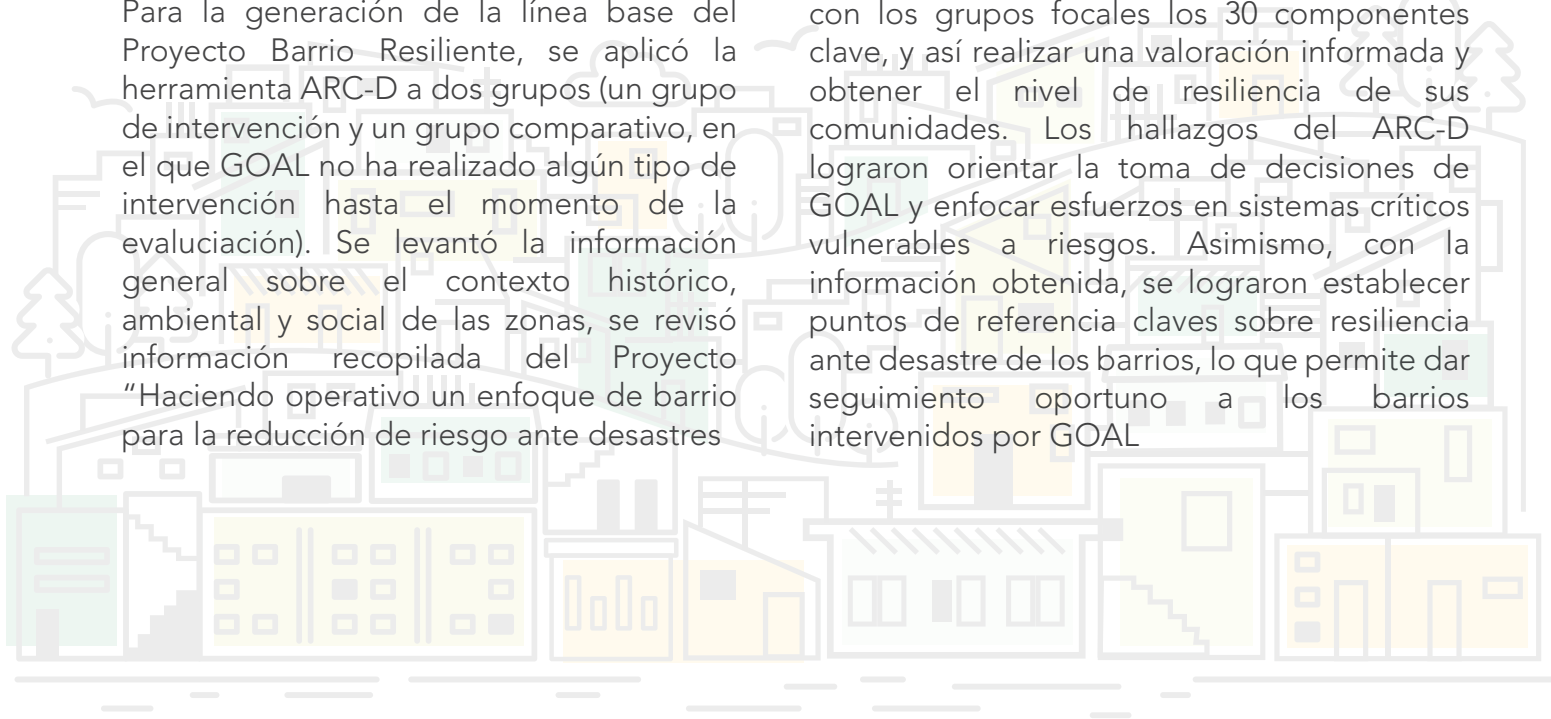 Para la generación de la línea base del
Proyecto Barrio Resiliente, se aplicó la
herramienta ARC-D a dos grupos (un grupo
de intervención y un grupo comparativo, en
el que GOAL no ha realizado algún tipo de
intervención hasta el momento de la
evaluciación). Se levantó la información
general sobre el contexto histórico,
ambiental y social de las zonas, se revisó
información recopilada del Proyecto
“Haciendo operativo un enfoque de barrio
para la reducción de riesgo ante desastres
con los grupos focales los 30 componentes
clave, y así realizar una valoración informada y
obtener el nivel de resiliencia de sus
comunidades. Los hallazgos del ARC-D
lograron orientar la toma de decisiones de
GOAL y enfocar esfuerzos en sistemas críticos
vulnerables a riesgos. Asimismo, con la
información obtenida, se lograron establecer
puntos de referencia claves sobre resiliencia
ante desastre de los barrios, lo que permite dar
seguimiento oportuno a los barrios
intervenidos por GOAL